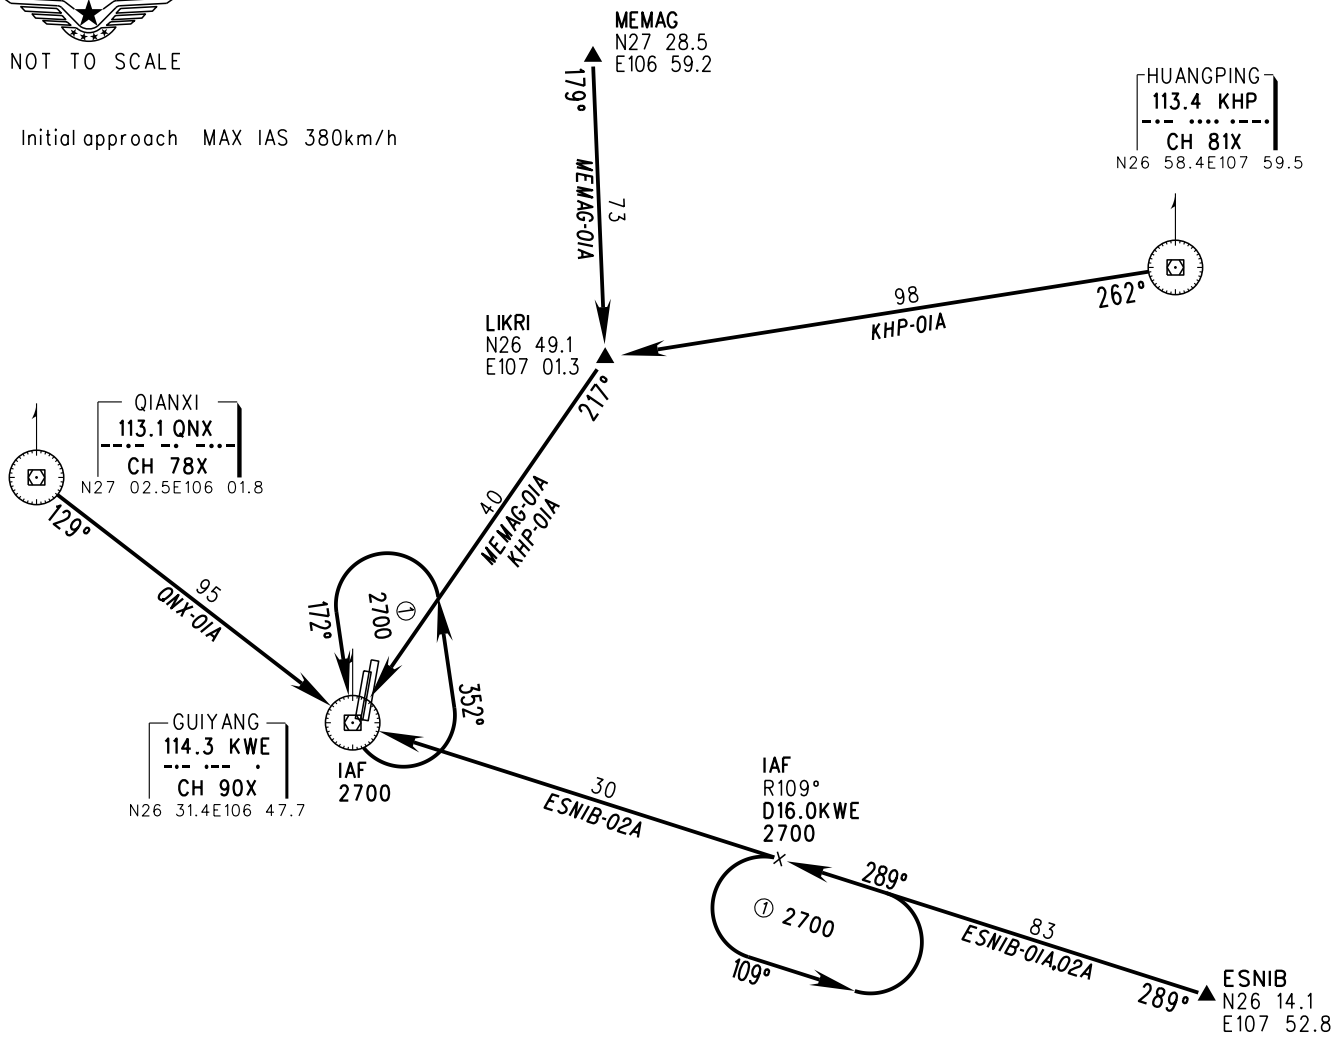 NOT TO SCALE
Initial approach MAX IAS 380km/h
MEMAG
N27 28.5
E106 59.2
179°
MEMAG-01A
73
HUANGPING
113.4 KHP
CH 81X
N26 58.4E107 59.5
262°
98
KHP-01A
LIKRI
N26 49.1
E107 01.3
217°
40
MEMAG-01A
KHP-01A
QIANXI
113.1 QNX
CH 78X
N27 02.5E106 01.8
129°
95
QNX-01A
172°
① 2700
352°
GUIYANG
114.3 KWE
CH 90X
N26 31.4E106 47.7
IAF
2700
30
ESNIB-02A
IAF
R109°
D16.0KWE
2700
289°
① 2700
109°
83
ESNIB-01A,02A
289°
ESNIB
N26 14.1
E107 52.8